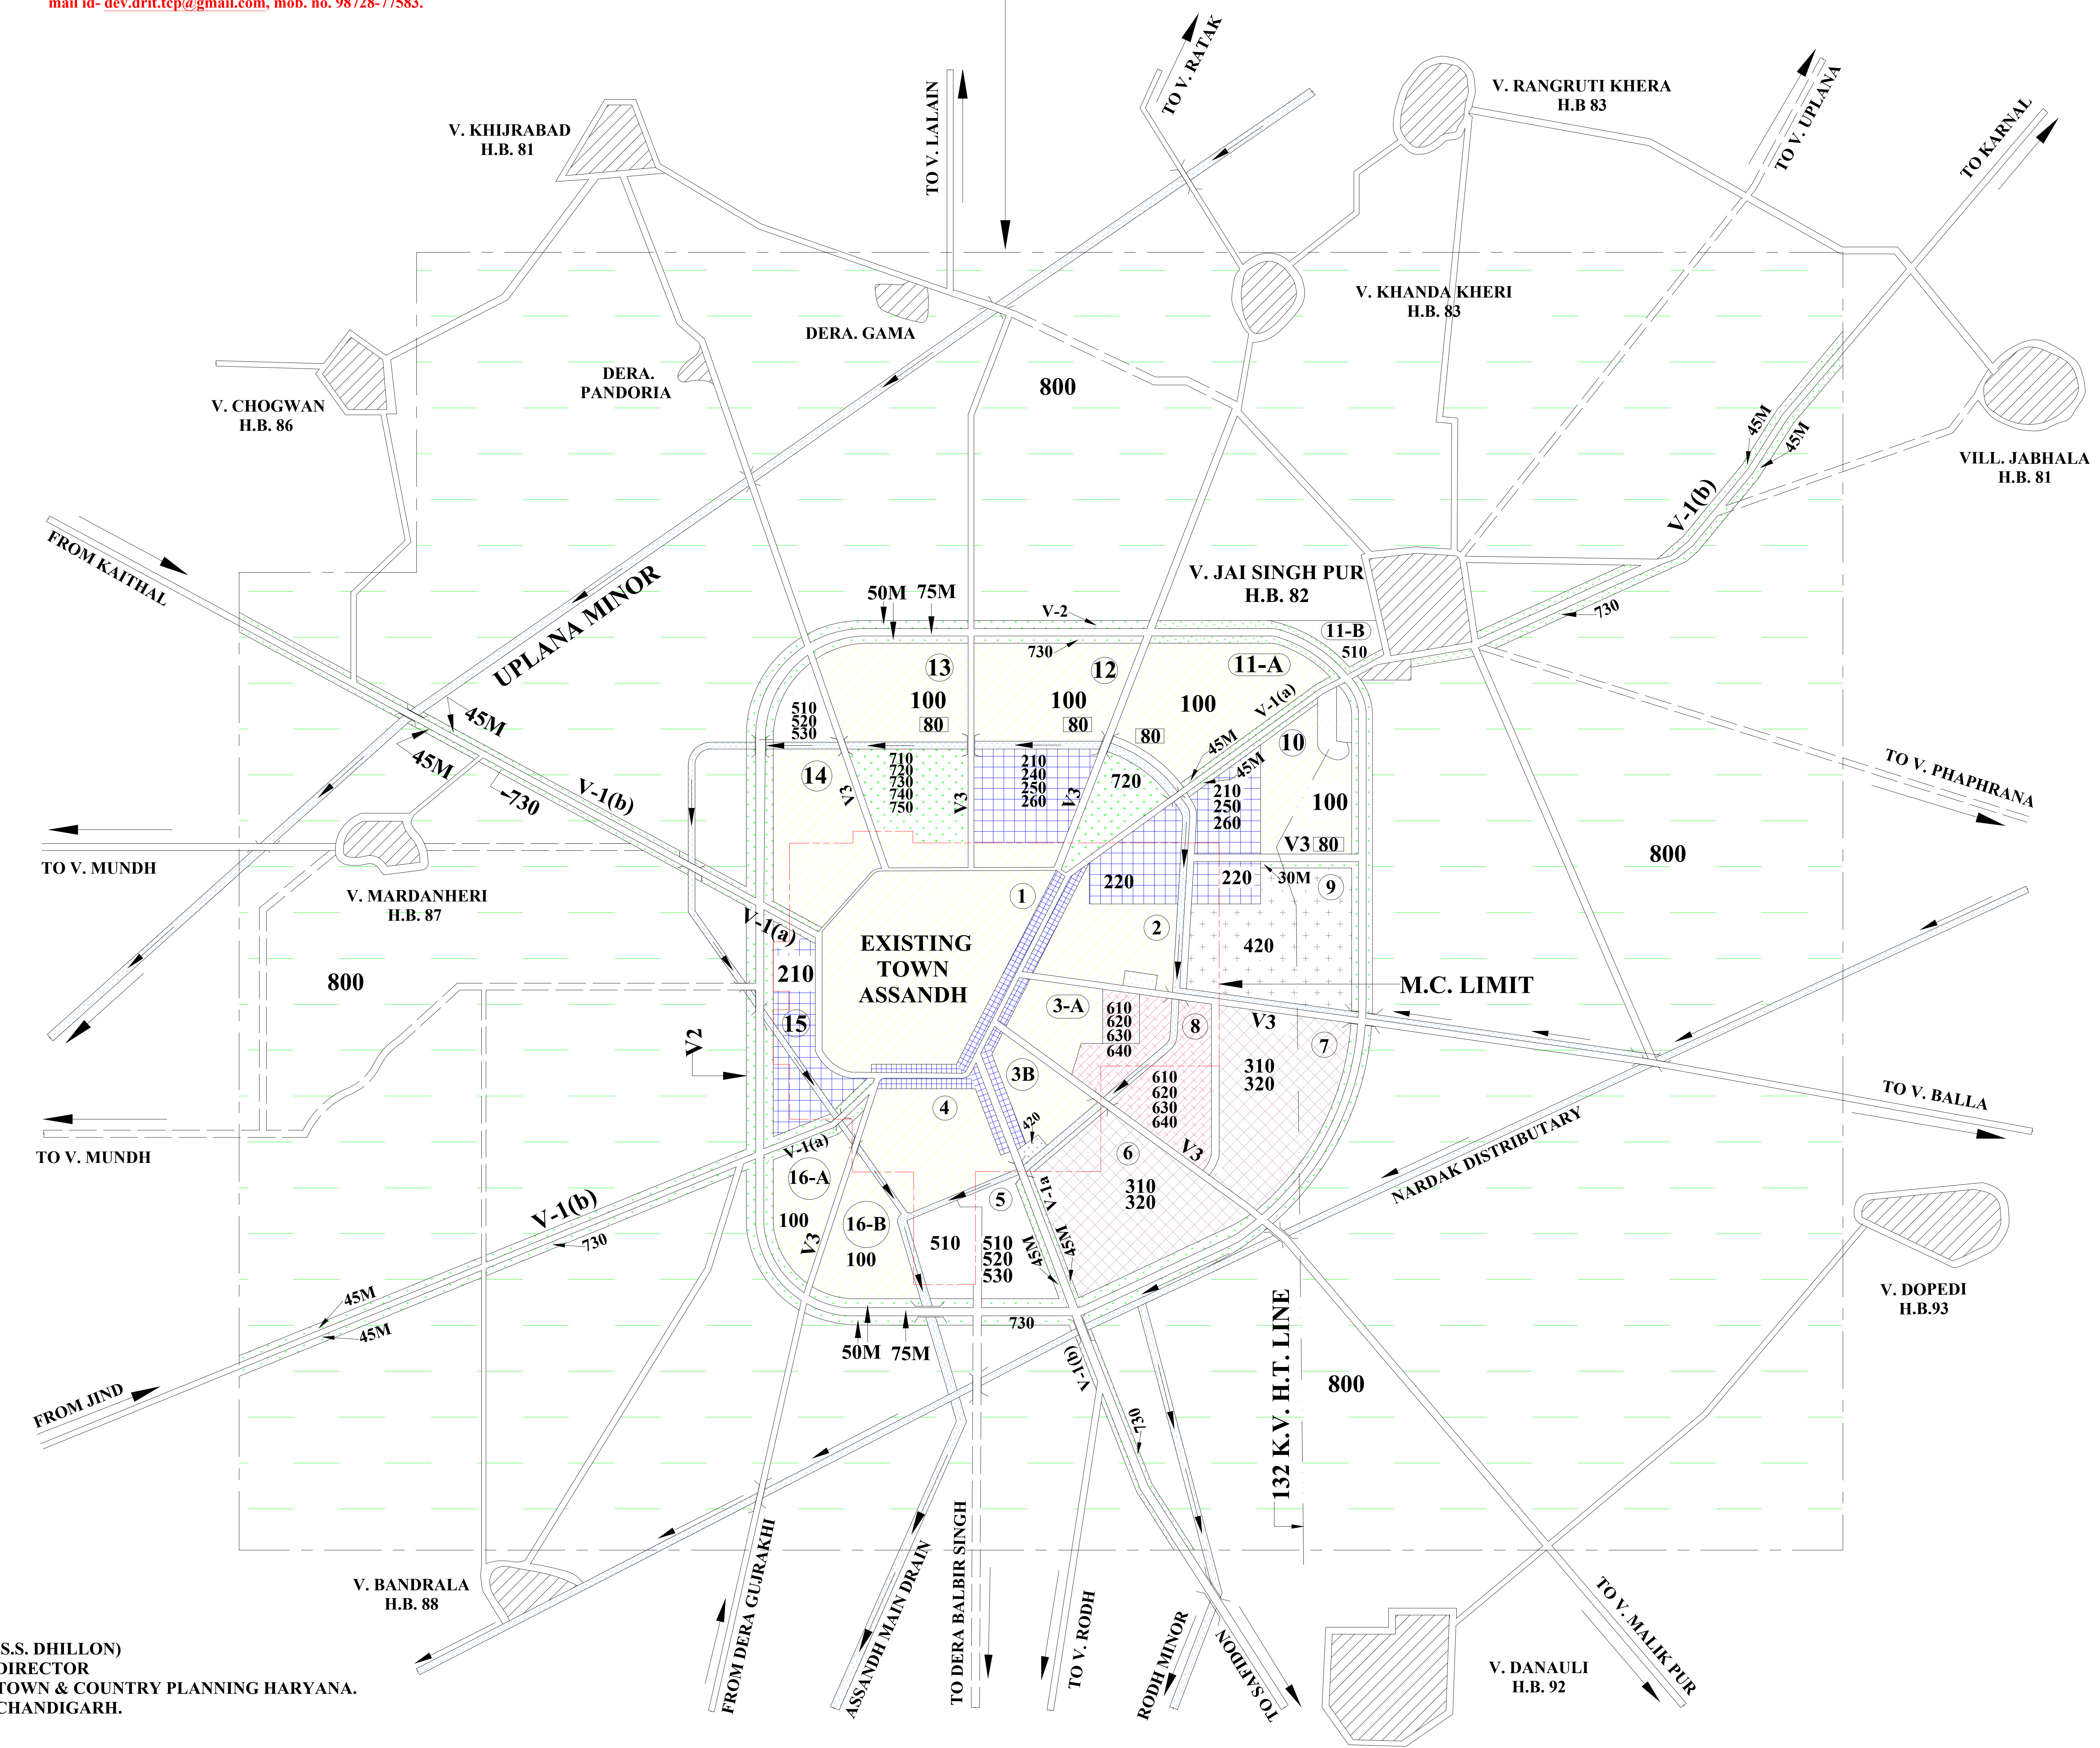 mail id- dev.drit.tcp@gmail.com, mob. no. 98728-77583.
TO V. LALAIN
TO V. RATAK
V. RANGRUTI KHERA
H.B 83
TO V. UPLANA
TO KARNAL
V. KHIJRABAD
H.B. 81
V. KHANDA KHERI
H.B. 83
DERA. GAMA
DERA.
PANDORIA
800
V. CHOGWAN
H.B. 86
VILL. JABHALA
H.B. 81
45M
45M
V-1(b)
FROM KAITHAL
UPLANA MINOR
V. JAI SINGH PUR
H.B. 82
50M
75M
V-2
730
11-B
510
730
13
12
11-A
100
100
100
V-1(a)
80
80
80
510
520
530
45M
45M
V-1(b)
730
14
V3
710
720
730
740
750
V3
210
240
250
260
V3
720
45M
45M
10
210
250
260
100
V3
80
TO V. PHAPHRANA
800
TO V. MUNDH
V. MARDANHERI
H.B. 87
V-1(a)
1
220
220
30M
9
2
420
EXISTING
TOWN
ASSANDH
210
800
M.C. LIMIT
15
V2
3-A
610
620
630
640
8
V3
7
310
320
3B
610
620
630
640
TO V. BALLA
NARDAK DISTRIBUTARY
TO V. MUNDH
4
420
V-1(a)
16-A
6
V3
310
320
V-1(b)
730
100
V3
16-B
100
5
V-1a
510
510
520
530
45M
45M
V. DOPEDI
H.B.93
45M
45M
50M
75M
730
V-1(b)
132 K.V. H.T. LINE
800
FROM JIND
730
V. BANDRALA
H.B. 88
FROM DERA GUJRAKHI
ASSANDH MAIN DRAIN
TO DERA BALBIR SINGH
TO V. RODH
RODH MINOR
TO SAFIDON
TO V. MALIK PUR
V. DANAULI
H.B. 92
S.S. DHILLON)
DIRECTOR
TOWN & COUNTRY PLANNING HARYANA.
CHANDIGARH.